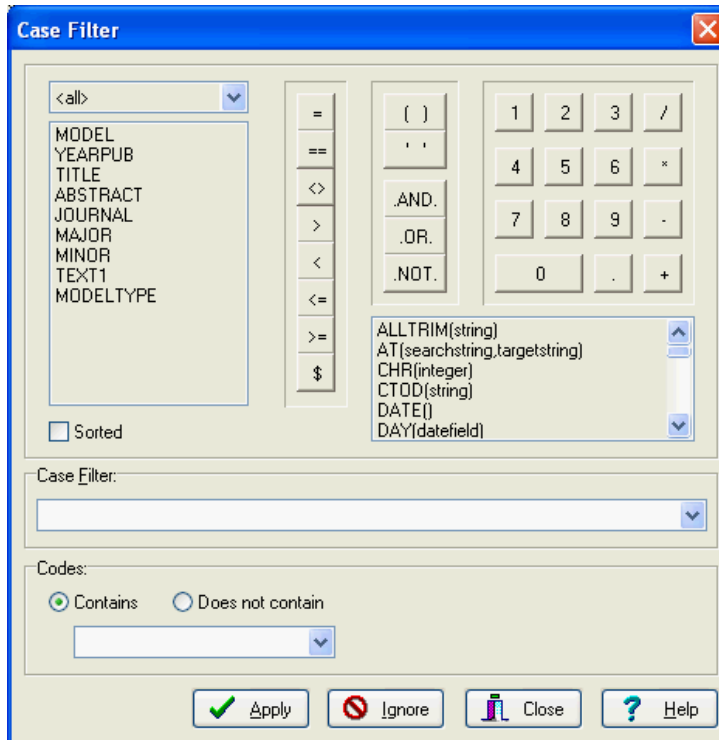 Case Filter
<all>
MODEL
YEARPUB
TITLE
ABSTRACT
JOURNAL
MAJOR
MINOR
TEXT1
MODELTYPE
Sorted
=
==
<>
>
<
<=
>=
$
( )
' '
.AND.
.OR.
.NOT.
1 2 3 /
4 5 6 *
7 8 9 -
0 . +
ALLTRIM(string)
AT(searchstring,targetstring)
CHR(integer)
CTOD(string)
DATE()
DAY(datefield)
Case Filter:
Codes:
Contains Does not contain
Apply Ignore Close Help